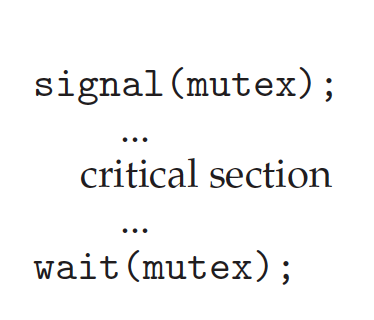 signal(mutex);
...
critical section
...
wait(mutex);